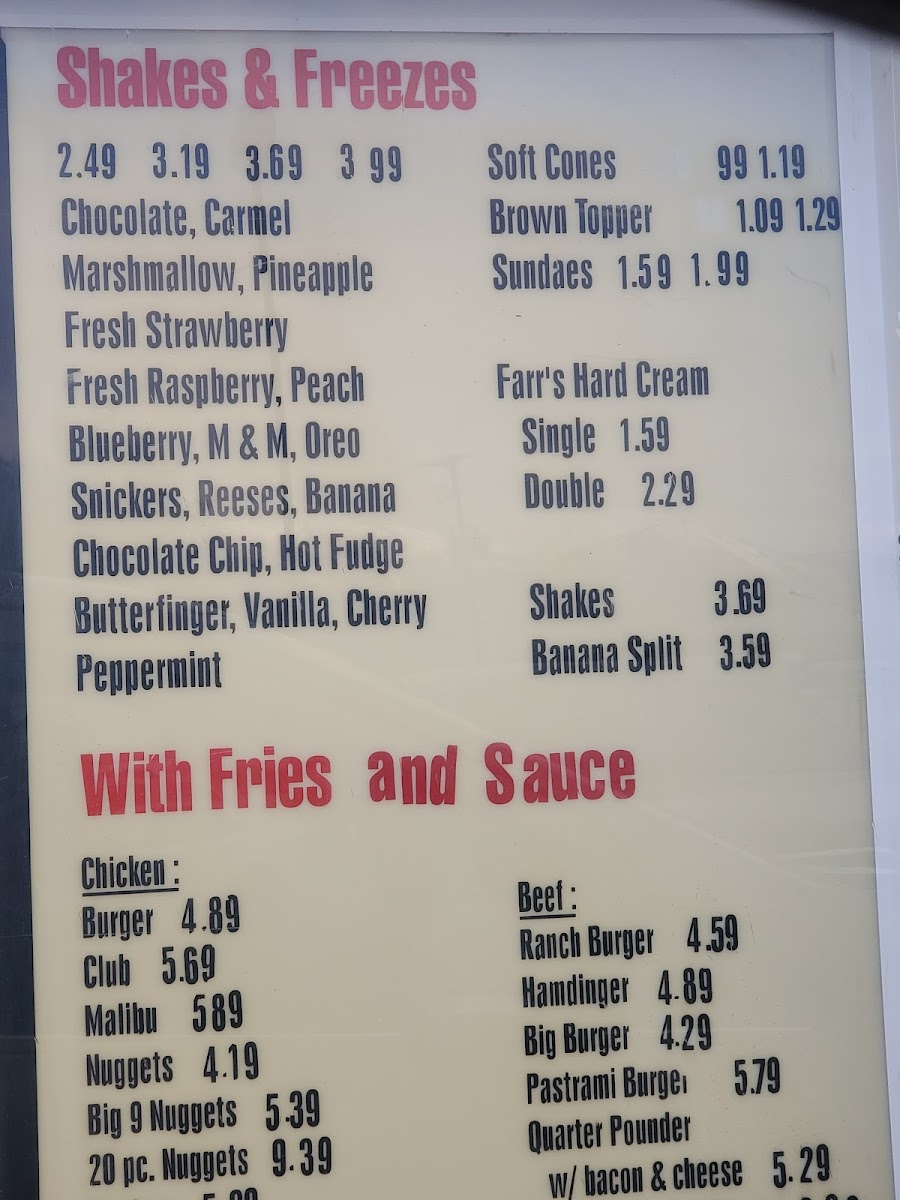 Shakes & Freezes
2.49 3.19 3.69 3 99
Chocolate, Carmel
Marshmallow, Pineapple
Fresh Strawberry
Fresh Raspberry, Peach
Blueberry, M & M, Oreo
Snickers, Reeses, Banana
Chocolate Chip, Hot Fudge
Butterfinger, Vanilla, Cherry
Peppermint
Soft Cones 99 1.19
Brown Topper 1.09 1.29
Sundaes 1.59 1.99
Farr's Hard Cream
Single 1.59
Double 2.29
Shakes 3.69
Banana Split 3.59
With Fries and Sauce
Chicken :
Burger 4.89
Club 5.69
Malibu 589
Nuggets 4.19
Big 9 Nuggets 5.39
20 pc. Nuggets 9.39
Beef :
Ranch Burger 4.59
Hamdinger 4.89
Big Burger 4.29
Pastrami Burger 5.79
Quarter Pounder
w/ bacon & cheese 5.29